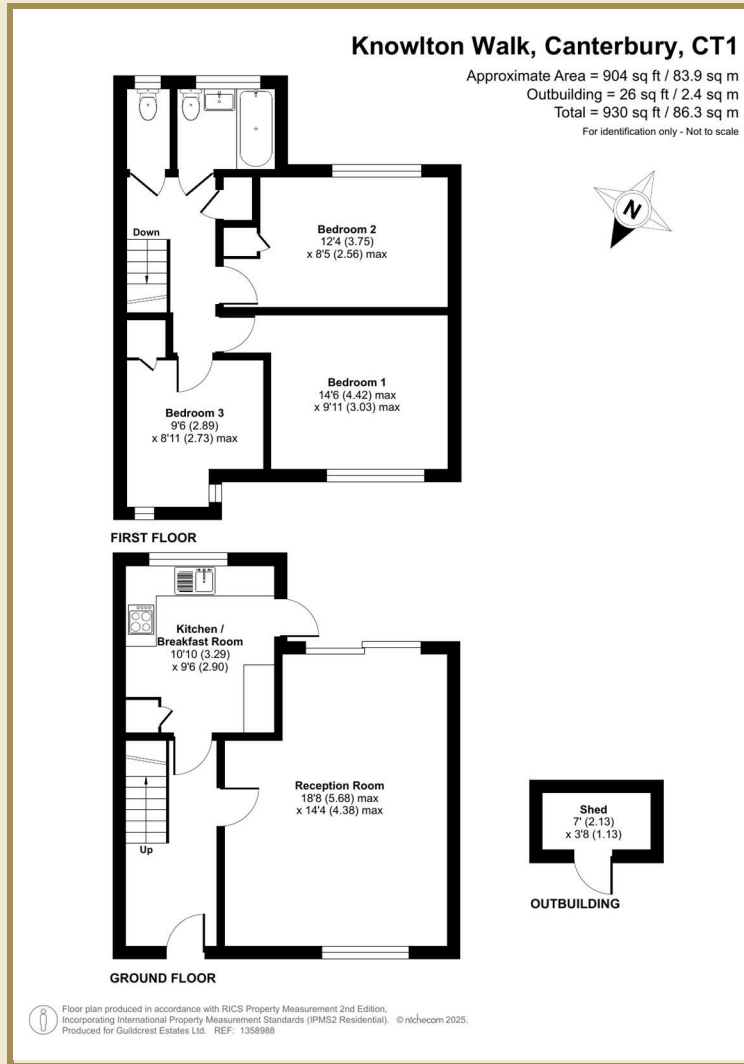 Knowlton Walk, Canterbury, CT1
Approximate Area = 904 sq ft / 83.9 sq m
Outbuilding = 26 sq ft / 2.4 sq m
Total = 930 sq ft / 86.3 sq m
For identification only - Not to scale
N
Down
Bedroom 2
12'4 (3.75)
x 8'5 (2.56) max
Bedroom 1
14'6 (4.42) max
x 9'11 (3.03) max
Bedroom 3
9'6 (2.89)
x 8'11 (2.73) max
FIRST FLOOR
Kitchen /
Breakfast Room
10'10 (3.29)
x 9'6 (2.90)
Reception Room
18'8 (5.68) max
x 14'4 (4.38) max
Up
Shed
7' (2.13)
x 3'8 (1.13)
OUTBUILDING
GROUND FLOOR
Floor plan produced in accordance with RICS Property Measurement 2nd Edition,
Incorporating International Property Measurement Standards (IPMS2 Residential). © ntchecom 2025.
Produced for Guildcrest Estates Ltd. REF: 1358988